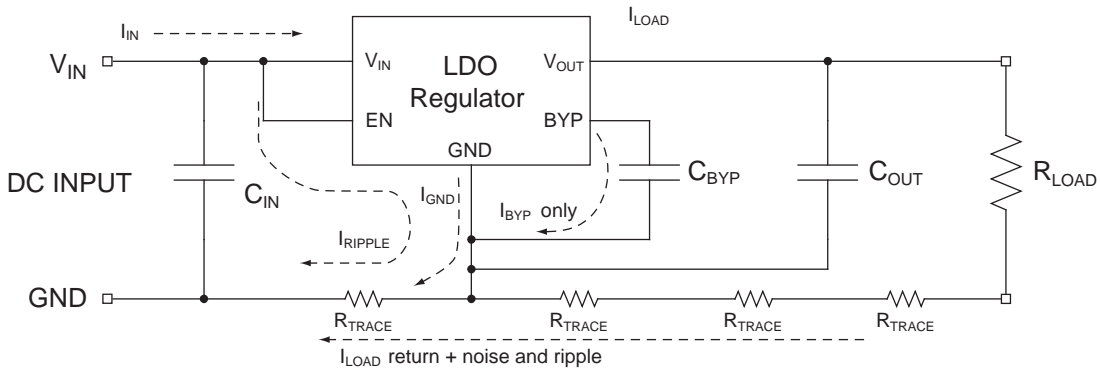 I_LOAD
I_IN
V_IN
V_IN
LDO
Regulator
V_OUT
EN
BYP
GND
DC INPUT
C_IN
I_GND
I_BYP only
C_BYP
C_OUT
R_LOAD
I_RIPPLE
GND
R_TRACE
R_TRACE
R_TRACE
R_TRACE
I_LOAD return + noise and ripple